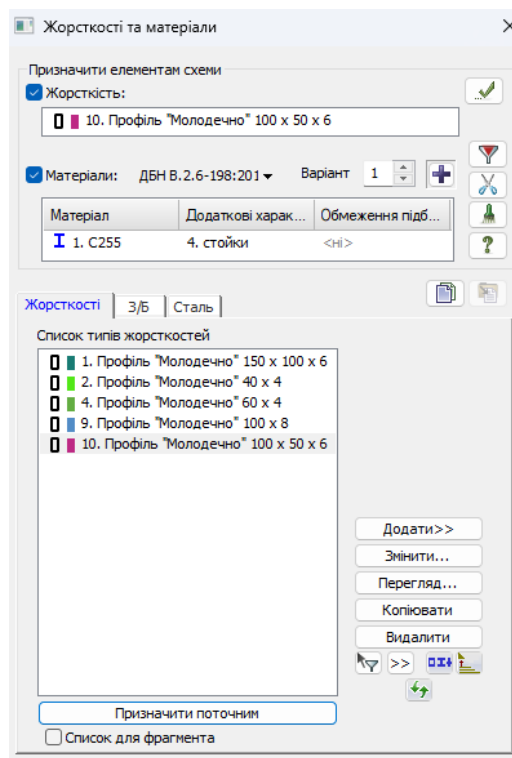 Жорсткості та матеріали
Призначити елементам схеми
Жорсткість:
10. Профіль "Молодечно" 100 x 50 x 6
Матеріали: ДБН В.2.6-198:201 Варіант 1
Матеріал Додаткові харак... Обмеження підб...
1. С255 4. стойки <ні>
Жорсткості З/Б Сталь
Список типів жорсткостей
1. Профіль "Молодечно" 150 x 100 x 6
2. Профіль "Молодечно" 40 x 4
4. Профіль "Молодечно" 60 x 4
9. Профіль "Молодечно" 100 x 8
10. Профіль "Молодечно" 100 x 50 x 6
Додати>>
Змінити...
Перегляд...
Копіювати
Видалити
>>
Призначити поточним
Список для фрагмента